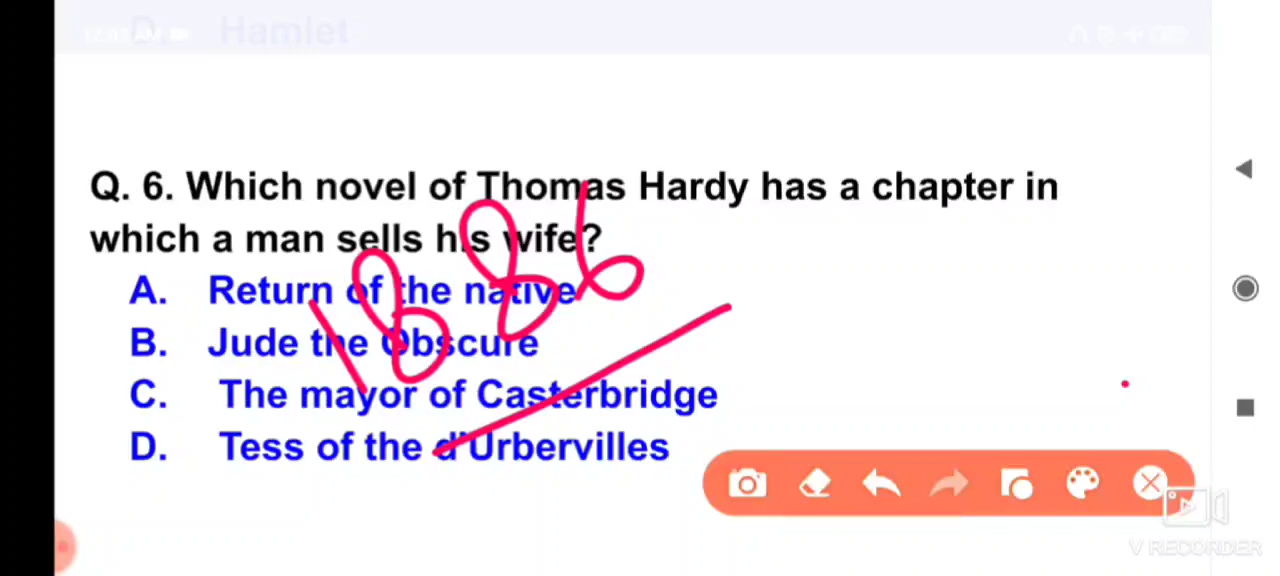 D. Hamlet
Q. 6. Which novel of Thomas Hardy has a chapter in
which a man sells his wife?
1886
A. Return of the native
B. Jude the Obscure
C. The mayor of Casterbridge
D. Tess of the d'Urbervilles
V RECORDER